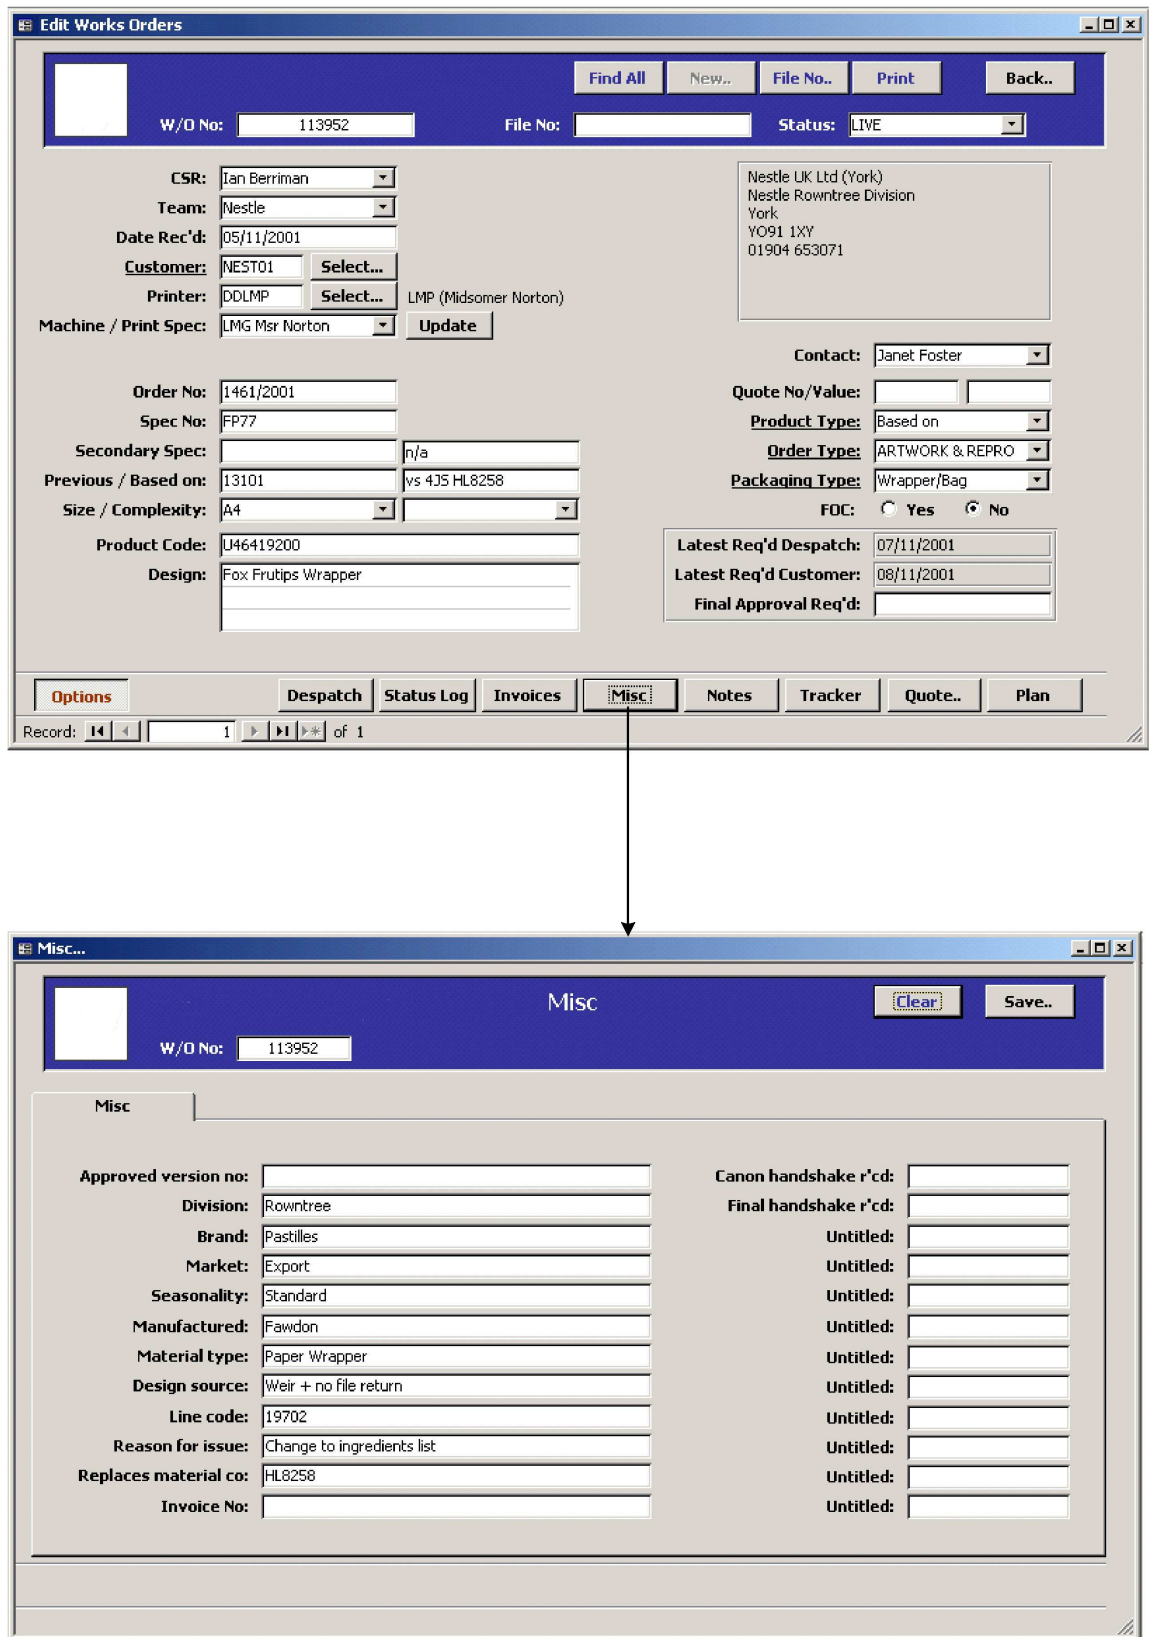 Edit Works Orders
Find All New.. File No.. Print Back..
W/O No: 113952 File No: Status: LIVE
CSR: Ian Berriman
Team: Nestle
Date Rec'd: 05/11/2001
Customer: NEST01 Select...
Printer: DDLMP Select... LMP (Midsomer Norton)
Machine / Print Spec: LMG Msr Norton Update
Nestle UK Ltd (York)
Nestle Rowntree Division
York
YO91 1XY
01904 653071
Contact: Janet Foster
Order No: 1461/2001 Quote No/Value:
Spec No: FP77 Product Type: Based on
Secondary Spec: n/a Order Type: ARTWORK & REPRO
Previous / Based on: 13101 vs 4J5 HL8258 Packaging Type: Wrapper/Bag
Size / Complexity: A4 FOC: Yes No
Product Code: U46419200 Latest Req'd Despatch: 07/11/2001
Design: Fox Frutips Wrapper Latest Req'd Customer: 08/11/2001
Final Approval Req'd:
Options Despatch Status Log Invoices Misc Notes Tracker Quote.. Plan
Record: 1 of 1
Misc...
Misc Clear Save..
W/O No: 113952
Misc
Approved version no: Canon handshake r'cd:
Division: Rowntree Final handshake r'cd:
Brand: Pastilles Untitled:
Market: Export Untitled:
Seasonality: Standard Untitled:
Manufactured: Fawdon Untitled:
Material type: Paper Wrapper Untitled:
Design source: Weir + no file return Untitled:
Line code: 19702 Untitled:
Reason for issue: Change to ingredients list Untitled:
Replaces material co: HL8258 Untitled:
Invoice No: Untitled: